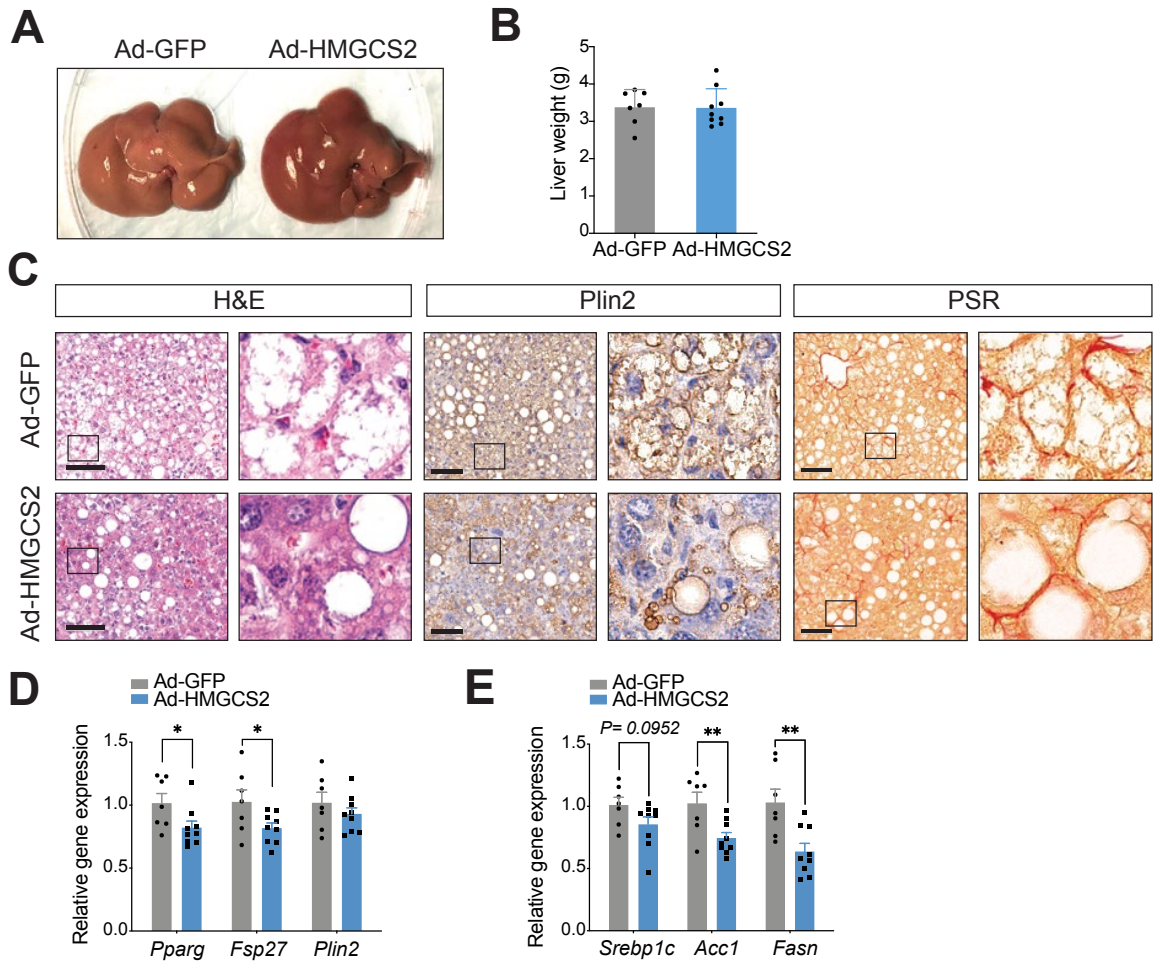 A
Ad-GFP Ad-HMGCS2
B
Liver weight (g)
5
4
3
2
1
0
Ad-GFP Ad-HMGCS2
C
H&E Plin2 PSR
Ad-GFP
Ad-HMGCS2
D
Ad-GFP
Ad-HMGCS2
Relative gene expression
1.5
1.0
0.5
0.0
* *
Pparg Fsp27 Plin2
E
Ad-GFP
Ad-HMGCS2
Relative gene expression
P= 0.0952 ** **
1.5
1.0
0.5
0.0
Srebp1c Acc1 Fasn